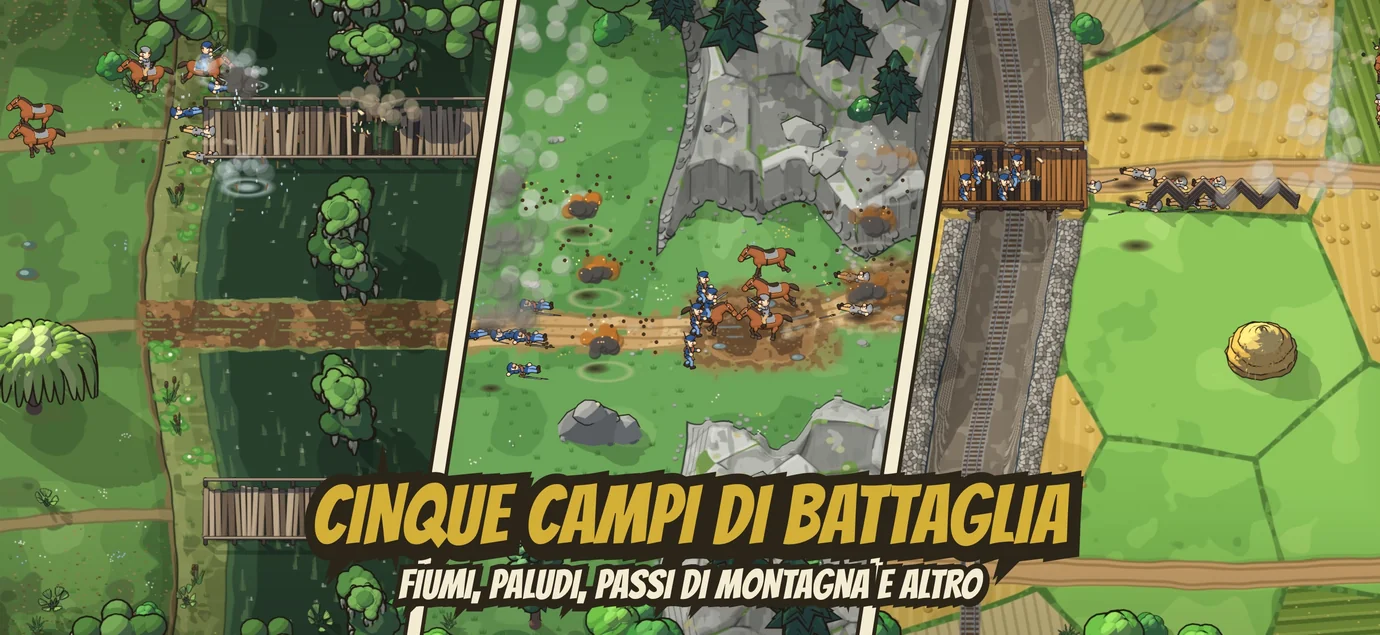 CINQUE CAMPI DI BATTAGLIA
FIUMI, PALUDI, PASSI DI MONTAGNA E ALTRO